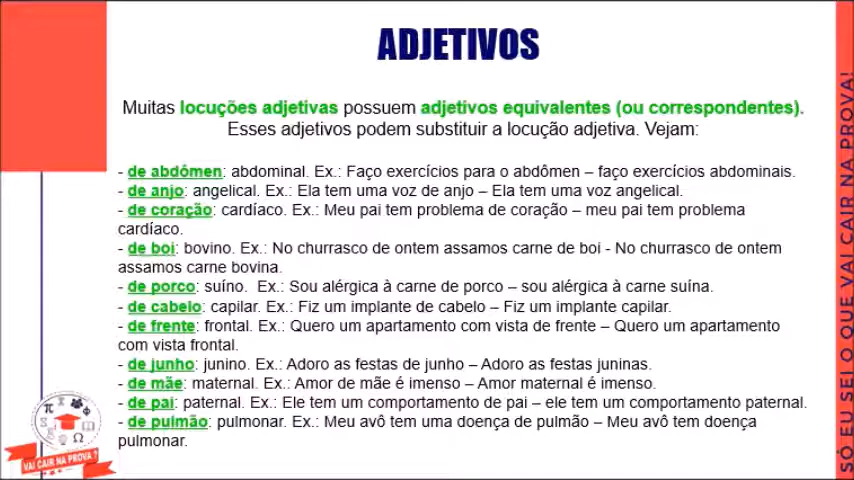 ADJETIVOS
Muitas locuções adjetivas possuem adjetivos equivalentes (ou correspondentes).
Esses adjetivos podem substituir a locução adjetiva. Vejam:
- de abdómen: abdominal. Ex.: Faço exercícios para o abdômen – faço exercícios abdominais.
- de anjo: angelical. Ex.: Ela tem uma voz de anjo – Ela tem uma voz angelical.
- de coração: cardíaco. Ex.: Meu pai tem problema de coração – meu pai tem problema
cardíaco.
- de boi: bovino. Ex.: No churrasco de ontem assamos carne de boi - No churrasco de ontem
assamos carne bovina.
- de porco: suíno. Ex.: Sou alérgica à carne de porco – sou alérgica à carne suína.
- de cabelo: capilar. Ex.: Fiz um implante de cabelo – Fiz um implante capilar.
- de frente: frontal. Ex.: Quero um apartamento com vista de frente – Quero um apartamento
com vista frontal.
- de junho: junino. Ex.: Adoro as festas de junho – Adoro as festas juninas.
- de mãe: maternal. Ex.: Amor de mãe é imenso – Amor maternal é imenso.
- de pai: paternal. Ex.: Ele tem um comportamento de pai – ele tem um comportamento paternal.
- de pulmão: pulmonar. Ex.: Meu avô tem uma doença de pulmão – Meu avô tem doença
pulmonar.
VAI CAIR NA PROVA ?
SÓ EU SEI O QUE VAI CAIR NA PROVA!